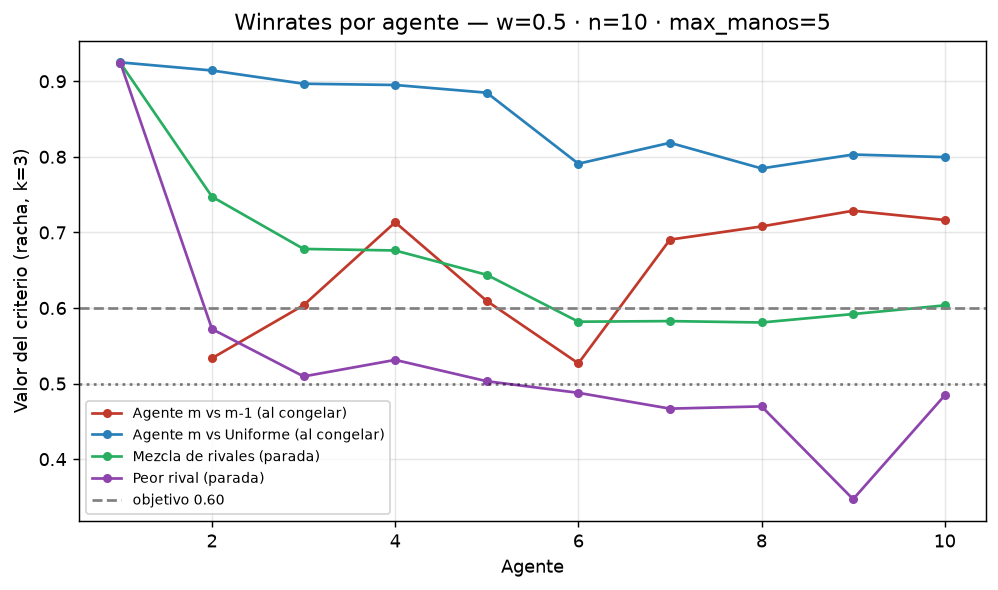 Winrates por agente — w=0.5 · n=10 · max_manos=5
Valor del criterio (racha, k=3)
0.9
0.8
0.7
0.6
0.5
0.4
Agente m vs m-1 (al congelar)
Agente m vs Uniforme (al congelar)
Mezcla de rivales (parada)
Peor rival (parada)
objetivo 0.60
2
4
6
8
10
Agente